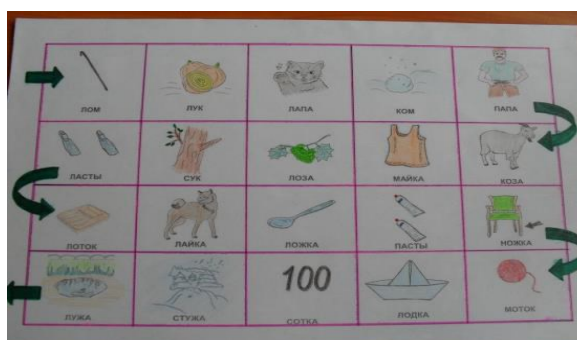 ЛОМ ЛУК ЛАПА КОМ ПАПА
ЛАСТЫ СУК ЛОЗА МАЙКА КОЗА
ЛОТОК ЛАЙКА ЛОЖКА ПАСТЫ НОЖКА
100
ЛУЖА СТУЖА СОТКА ЛОДКА МОТОК